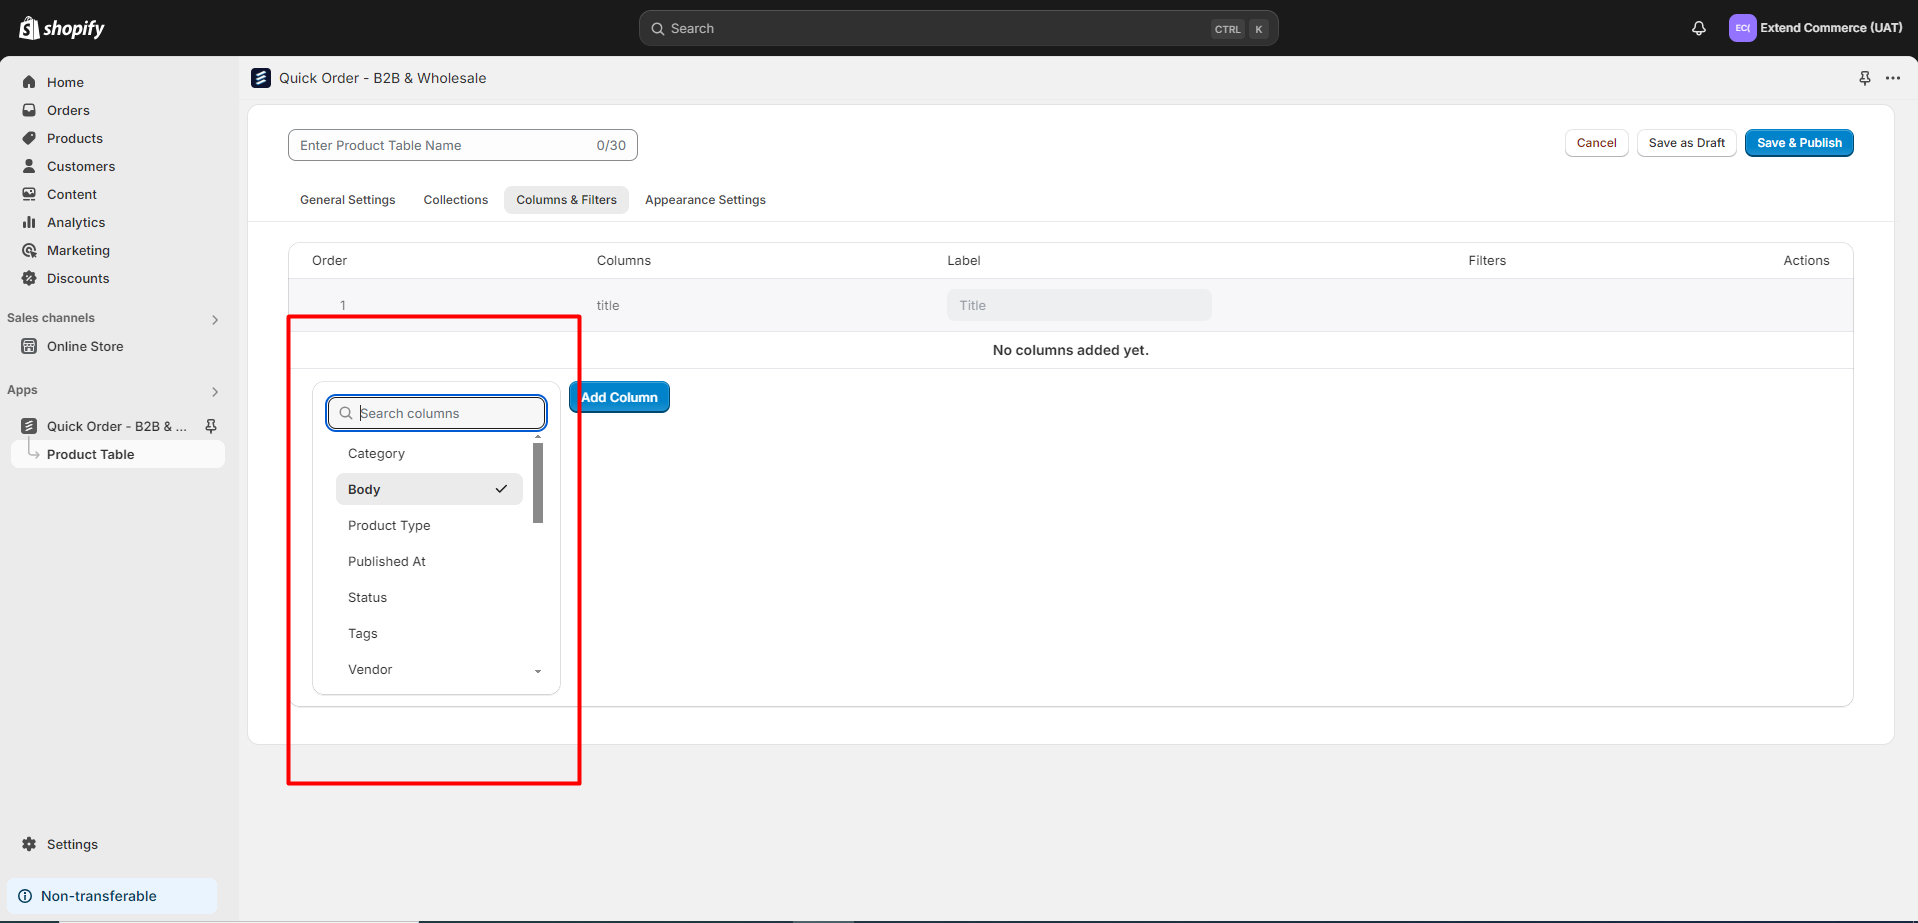 shopify
Search
CTRL K
EC(
Extend Commerce (UAT)
Home
Orders
Products
Customers
Content
Analytics
Marketing
Discounts
Sales channels
Online Store
Apps
Quick Order - B2B & ...
Product Table
Settings
Non-transferable
Quick Order - B2B & Wholesale
Enter Product Table Name 0/30
Cancel Save as Draft Save & Publish
General Settings Collections Columns & Filters Appearance Settings
Order Columns Label Filters Actions
1 title Title
No columns added yet.
Search columns
Add Column
Category
Body
Product Type
Published At
Status
Tags
Vendor